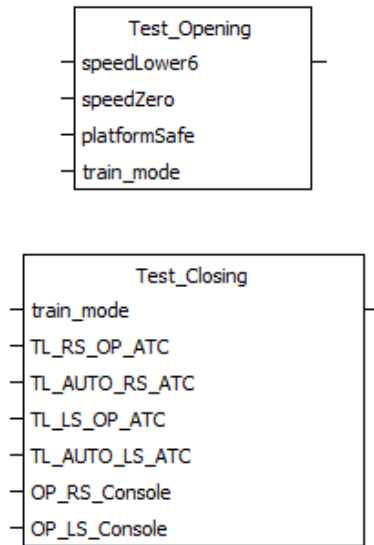 Test_Opening
speedLower6
speedZero
platformSafe
train_mode
Test_Closing
train_mode
TL_RS_OP_ATC
TL_AUTO_RS_ATC
TL_LS_OP_ATC
TL_AUTO_LS_ATC
OP_RS_Console
OP_LS_Console